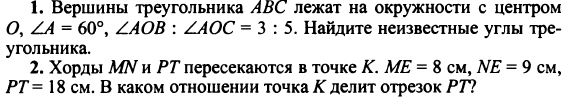 1. Вершины треугольника ABC лежат на окружности с центром
O, ∠A = 60°, ∠AOB : ∠AOC = 3 : 5. Найдите неизвестные углы тре-
угольника.
2. Хорды MN и PT пересекаются в точке K. ME = 8 см, NE = 9 см,
PT = 18 см. В каком отношении точка K делит отрезок PT?